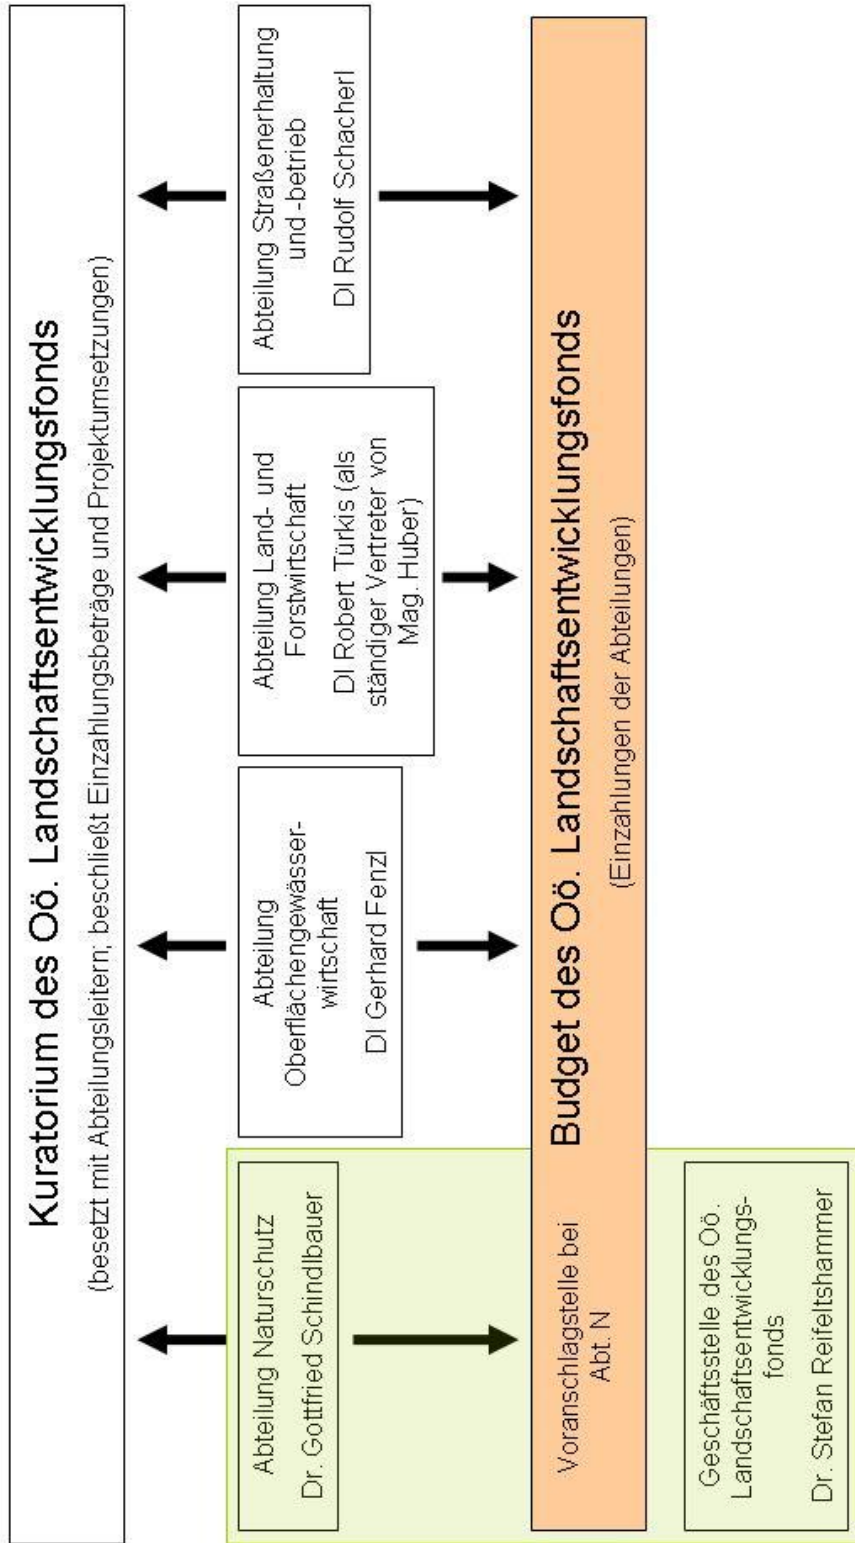 Kuratorium des Oö. Landschaftsentwicklungsfonds
(besetzt mit Abteilungsleitern; beschließt Einzahlungsbeträge und Projektumsetzungen)
Abteilung Naturschutz
Dr. Gottfried Schindlbauer
Abteilung
Oberflächengewässer-
wirtschaft
DI Gerhard Fenzl
Abteilung Land- und
Forstwirtschaft
DI Robert Türkis (als
ständiger Vertreter von
Mag. Huber)
Abteilung Straßenerhaltung
und -betrieb
DI Rudolf Schacherl
Voranschlagstelle bei
Abt. N
Budget des Oö. Landschaftsentwicklungsfonds
(Einzahlungen der Abteilungen)
Geschäftsstelle des Oö.
Landschaftsentwicklungs-
fonds
Dr. Stefan Reifeltshammer